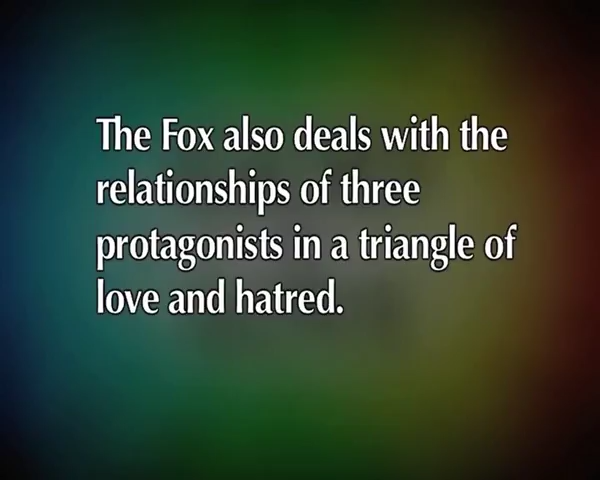 The Fox also deals with the
relationships of three
protagonists in a triangle of
love and hatred.